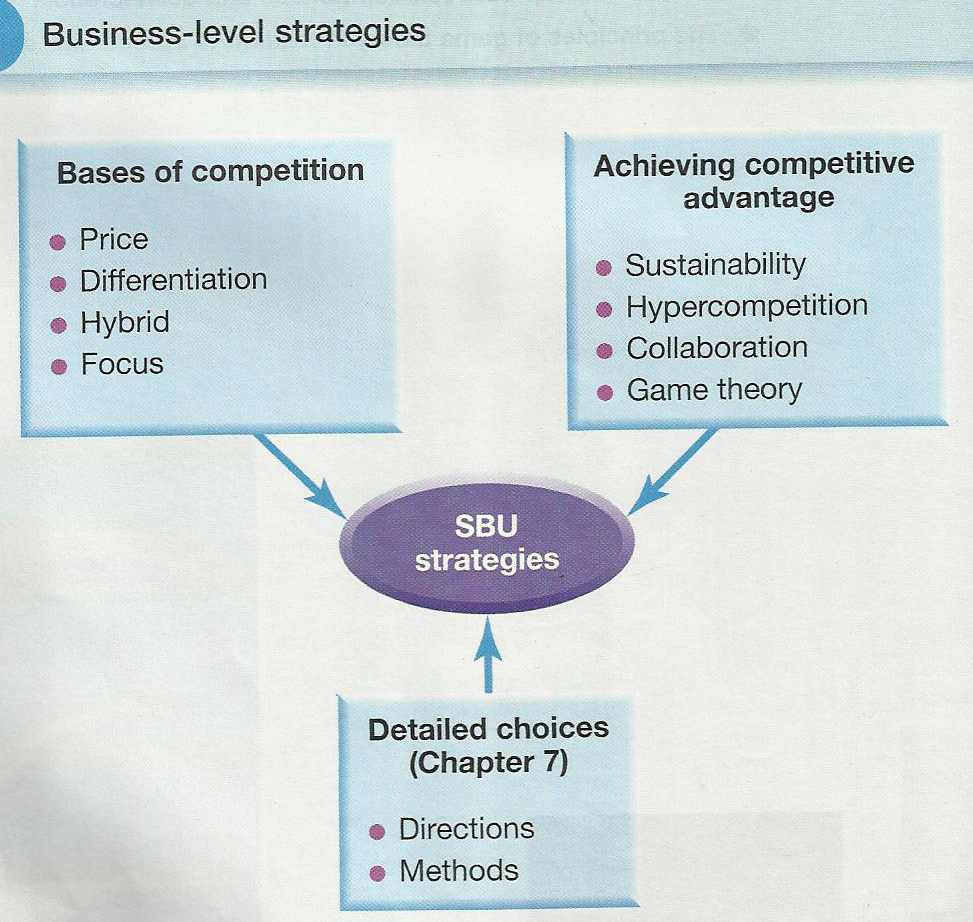 Business-level strategies
Bases of competition
Price
Differentiation
Hybrid
Focus
Achieving competitive
advantage
Sustainability
Hypercompetition
Collaboration
Game theory
SBU
strategies
Detailed choices
(Chapter 7)
Directions
Methods